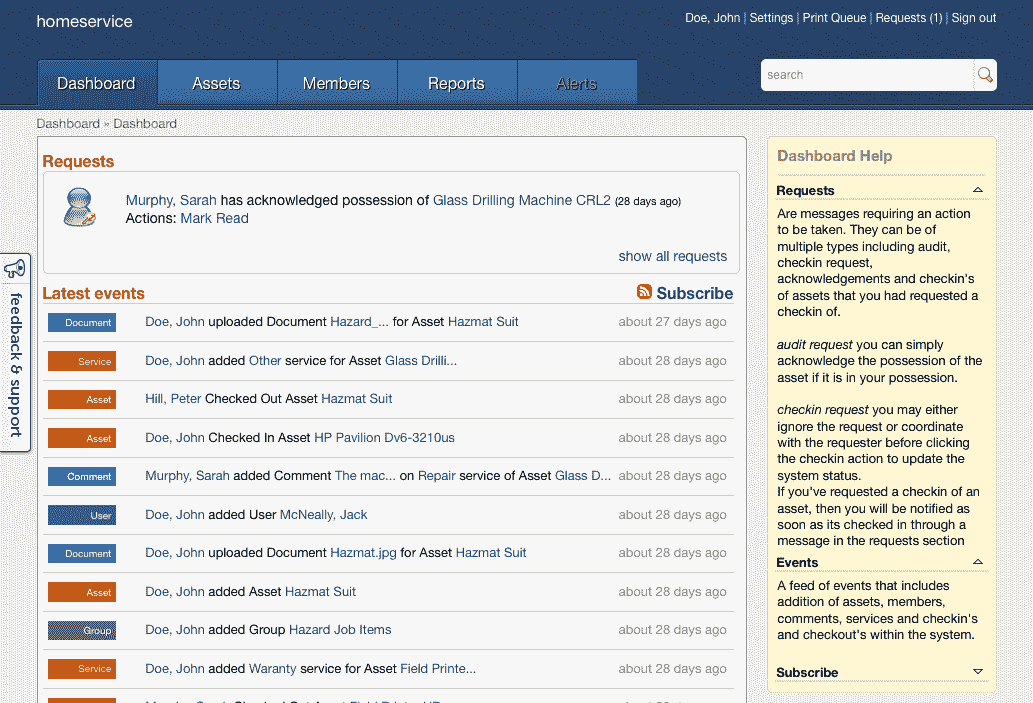 homeservice
Doe, John | Settings | Print Queue | Requests (1) | Sign out
Dashboard
Assets
Members
Reports
Alerts
search
Dashboard » Dashboard
Requests
Murphy, Sarah has acknowledged possession of Glass Drilling Machine CRL2 (28 days ago)
Actions: Mark Read
show all requests
Latest events
Subscribe
Document Doe, John uploaded Document Hazard_... for Asset Hazmat Suit about 27 days ago
Service Doe, John added Other service for Asset Glass Drilli... about 28 days ago
Asset Hill, Peter Checked Out Asset Hazmat Suit about 28 days ago
Asset Doe, John Checked In Asset HP Pavilion Dv6-3210us about 28 days ago
Comment Murphy, Sarah added Comment The mac... on Repair service of Asset Glass D... about 28 days ago
User Doe, John added User McNeally, Jack about 28 days ago
Document Doe, John uploaded Document Hazmat.jpg for Asset Hazmat Suit about 28 days ago
Asset Doe, John added Asset Hazmat Suit about 28 days ago
Group Doe, John added Group Hazard Job Items about 28 days ago
Service Doe, John added Waranty service for Asset Field Printe... about 28 days ago
feedback & support
Dashboard Help
Requests
Are messages requiring an action
to be taken. They can be of
multiple types including audit,
checkin request,
acknowledgements and checkin's
of assets that you had requested a
checkin of.
audit request you can simply
acknowledge the possession of the
asset if it is in your possession.
checkin request you may either
ignore the request or coordinate
with the requester before clicking
the checkin action to update the
system status.
If you've requested a checkin of an
asset, then you will be notified as
soon as its checked in through a
message in the requests section
Events
A feed of events that includes
addition of assets, members,
comments, services and checkin's
and checkout's within the system.
Subscribe